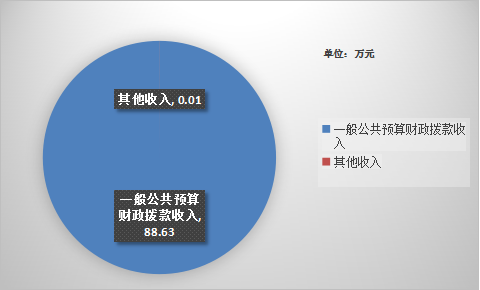 单位：万元
其他收入, 0.01
一般公共预算
财政拨款收入,
88.63
一般公共预算财政拨款收
入
其他收入